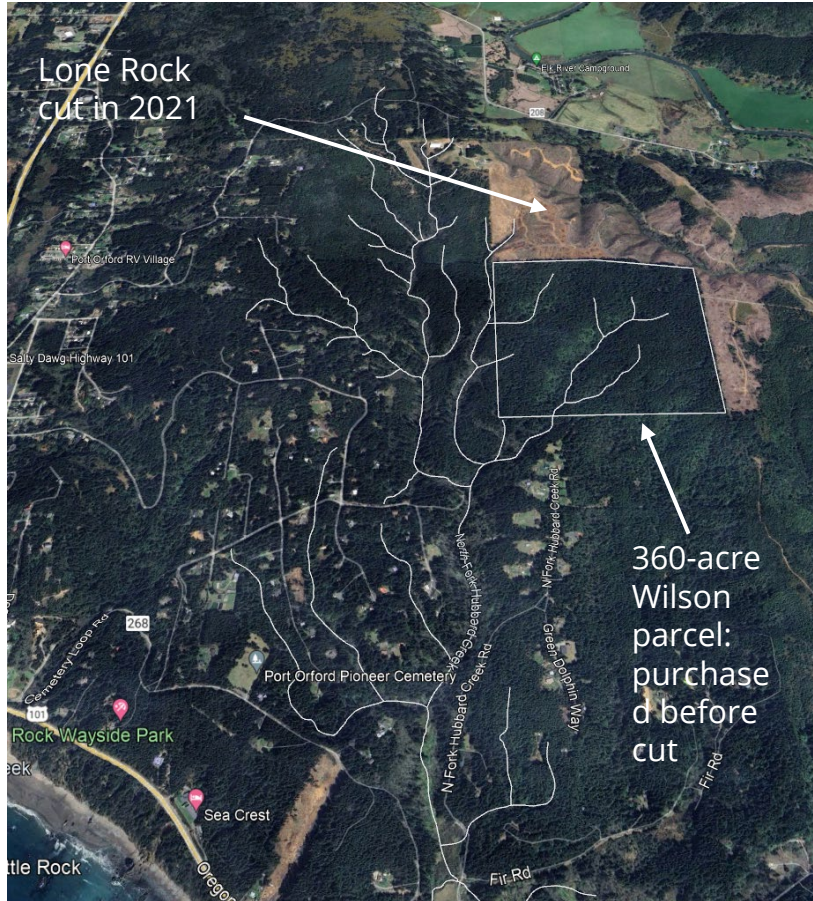 Lone Rock
cut in 2021
Elk River Campground
208
Port Orford RV Village
Salty Dawg Highway 101
360-acre
Wilson
parcel:
purchase
d before
cut
N Fork Hubbard Creek Rd
North Fork Hubbard Creek
268
Cemetery Loop Rd
Port Orford Pioneer Cemetery
Green Dolphin Way
N Fork Hubbard Creek Rd
101
Rock Wayside Park
eek
Fir Rd
Sea Crest
ttle Rock
Orego
Fir Rd